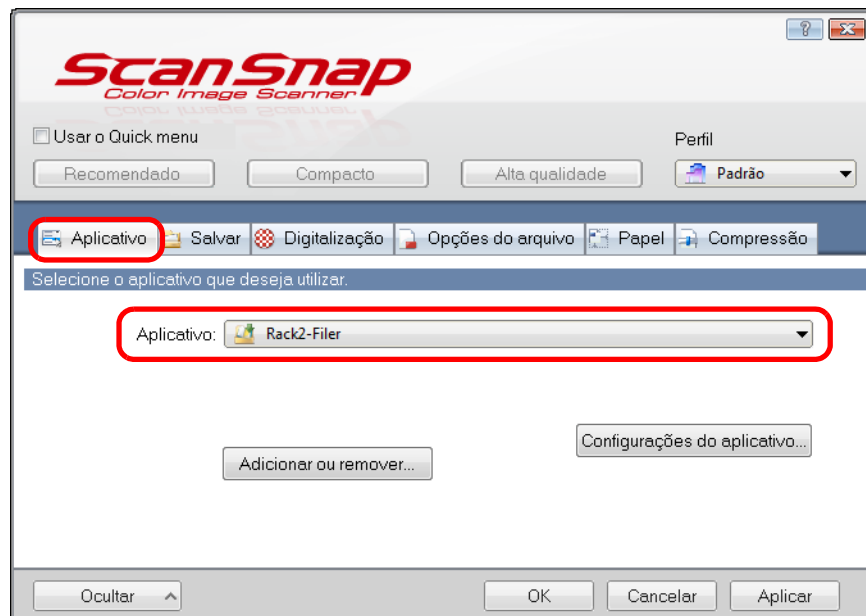 ScanSnap
Color Image Scanner
Usar o Quick menu
Perfil
Recomendado Compacto Alta qualidade Padrão
Aplicativo Salvar Digitalização Opções do arquivo Papel Compressão
Selecione o aplicativo que deseja utilizar.
Aplicativo: Rack2-Filer
Configurações do aplicativo...
Adicionar ou remover...
Ocultar OK Cancelar Aplicar